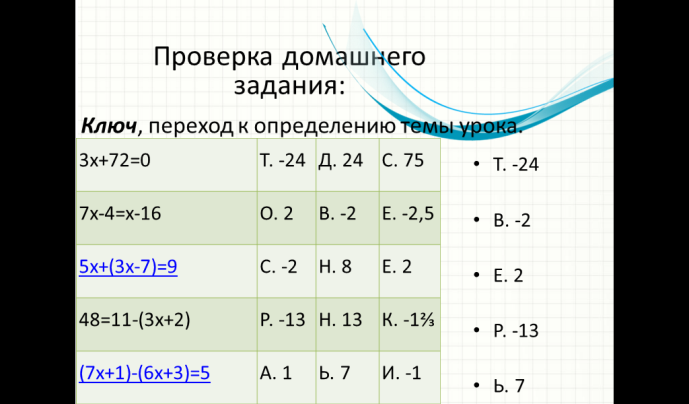 Проверка домашнего
задания:
Ключ, переход к определению темы урока.
3х+72=0 Т. -24 Д. 24 С. 75
7х-4=х-16 О. 2 В. -2 Е. -2,5
5х+(3х-7)=9 С. -2 Н. 8 Е. 2
48=11-(3х+2) Р. -13 Н. 13 К. -1⅔
(7х+1)-(6х+3)=5 А. 1 Ь. 7 И. -1
• Т. -24
• В. -2
• Е. 2
• Р. -13
• Ь. 7